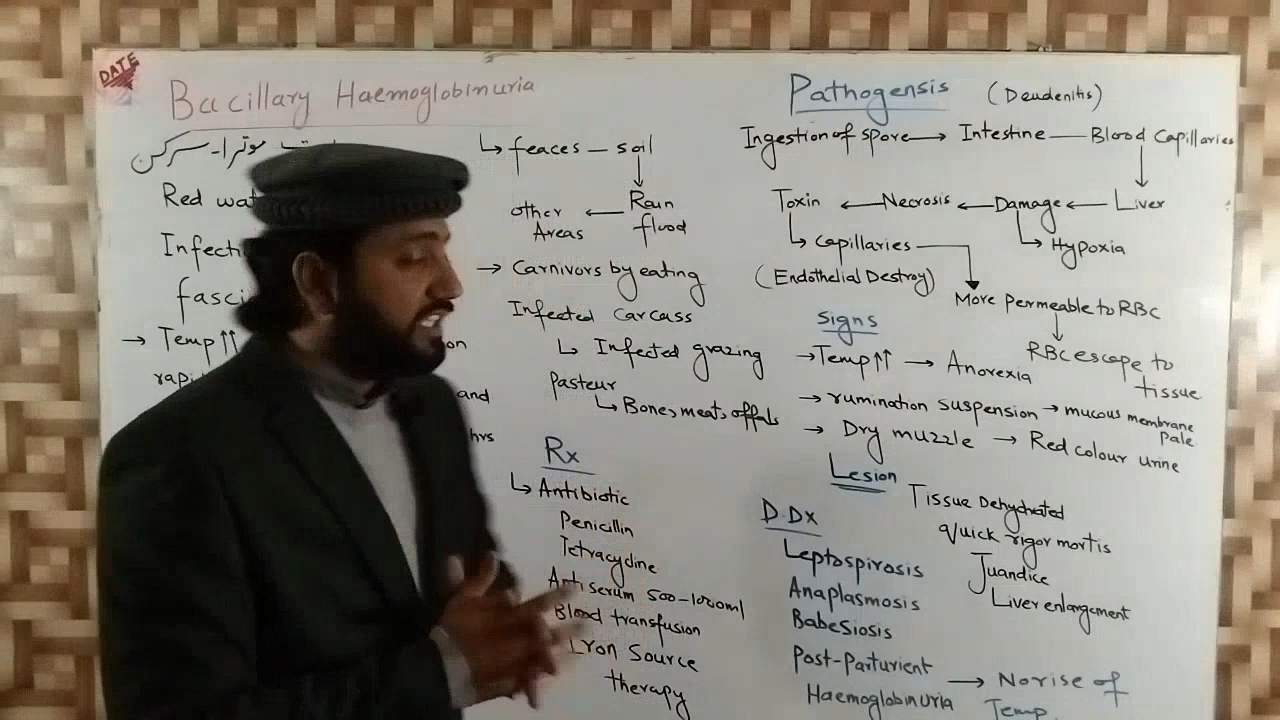 DATE
Bacillary Haemoglobinuria
موترا۔ سرکن
Red wat
Infecti
fasci
→ Temp ↑↑
rapi
on
and
hrs
↳ feaces — soil
↓
Rain
flood
← other
Areas
→ Carnivors by eating
Infected Carcass
↳ Infected grazing
Pasteur
↳ Bones, meats, offals
Rx
↳ Antibiotic
Penicillin
Tetracycline
Antiserum 500-1000ml
Blood transfusion
Iron Source
therapy
Pathogensis (Deudenitis)
Ingestion of spore → Intestine — Blood Capillaries
↓
Toxin ← Necrosis ← Damage ← Liver
↳ Capillaries ↳ Hypoxia
(Endothelial Destroy)
More permeable to RBC
↓
RBC escape to
tissue
Signs
→ Temp ↑↑ → Anorexia
→ rumination suspension → mucous membrane
pale
→ Dry muzzle → Red colour urine
Lesion
Tissue Dehydrated
quick rigor mortis
Juandice
Liver enlargement
D Dx
Leptospirosis
Anaplasmosis
Babesiosis
Post-Parturient
Haemoglobinuria → No rise of
Temp